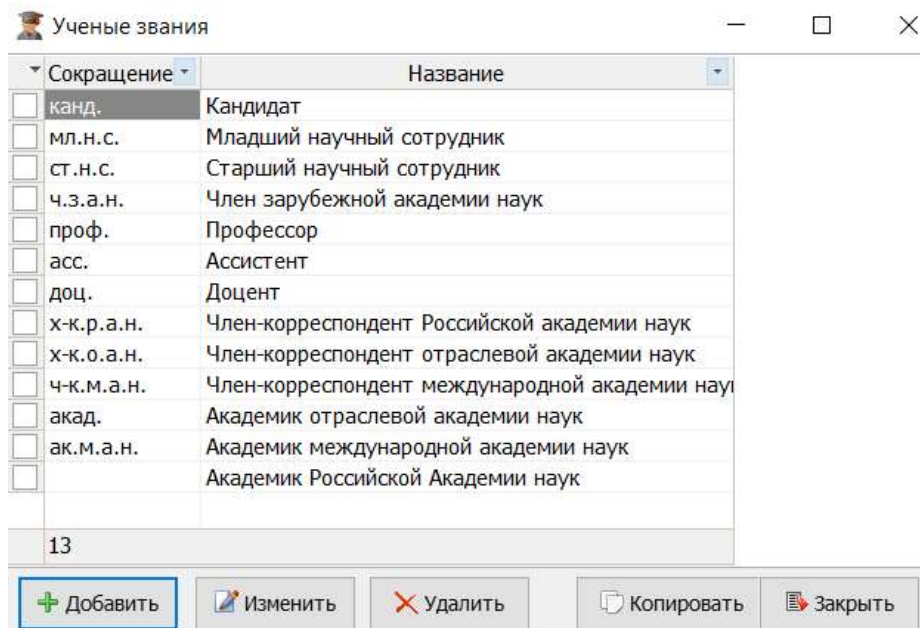 Ученые звания
Сокращение Название
канд. Кандидат
мл.н.с. Младший научный сотрудник
ст.н.с. Старший научный сотрудник
ч.з.а.н. Член зарубежной академии наук
проф. Профессор
асс. Ассистент
доц. Доцент
х-к.р.а.н. Член-корреспондент Российской академии наук
х-к.о.а.н. Член-корреспондент отраслевой академии наук
ч-к.м.а.н. Член-корреспондент международной академии нау
акад. Академик отраслевой академии наук
ак.м.а.н. Академик международной академии наук
Академик Российской Академии наук
13
Добавить Изменить Удалить Копировать Закрыть